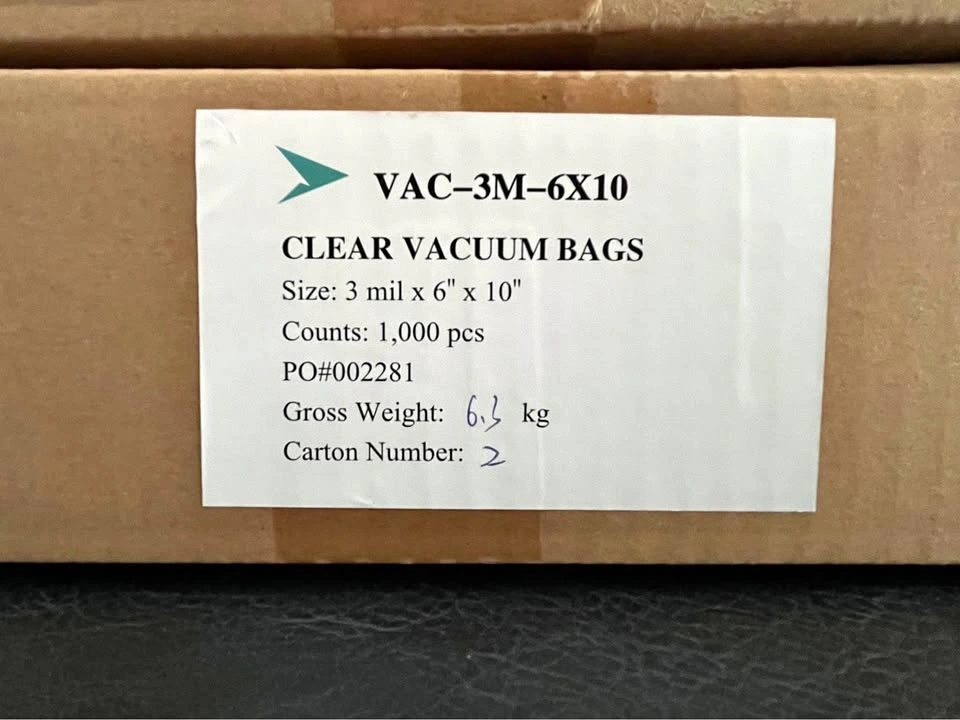 VAC-3M-6X10
CLEAR VACUUM BAGS
Size: 3 mil x 6" x 10"
Counts: 1,000 pcs
PO#002281
Gross Weight: 6.3 kg
Carton Number: 2